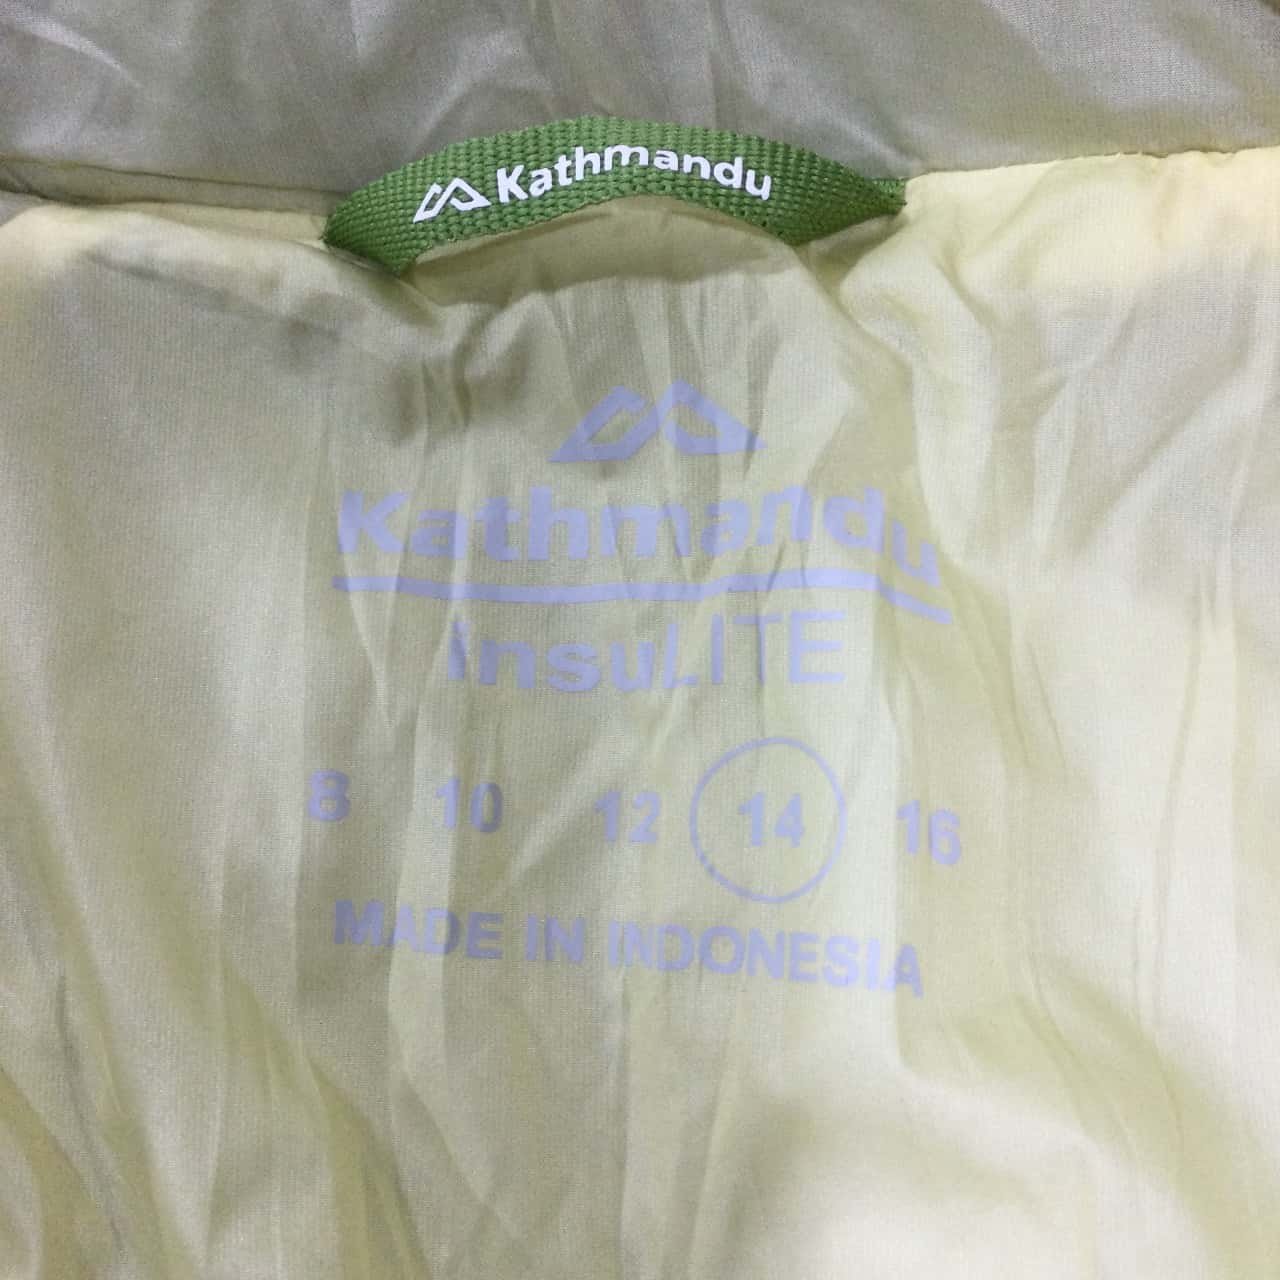 Kathmandu
Kathmandu
insuLITE
8 10 12 14 16
MADE IN INDONESIA